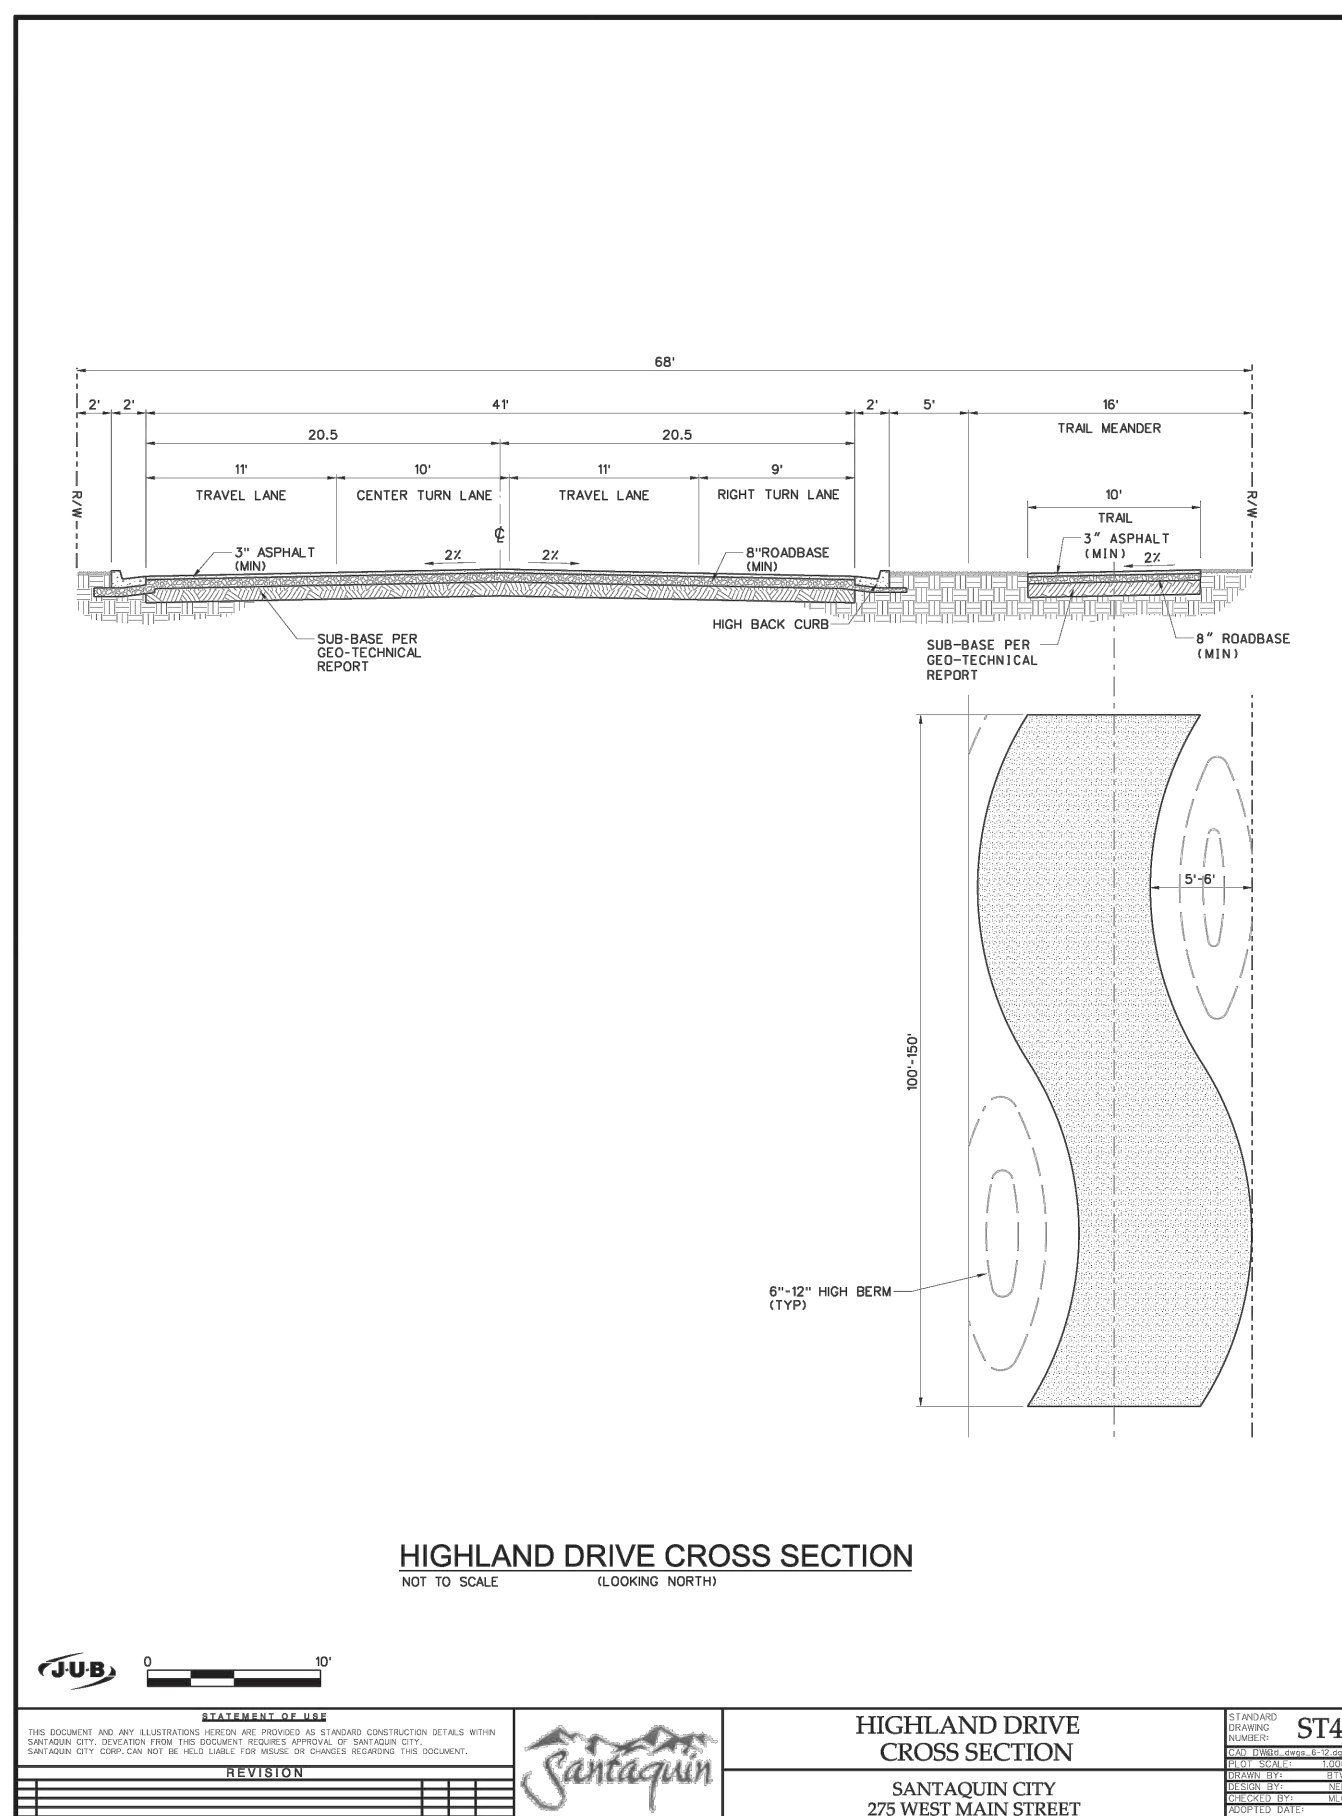 68'
2' 2' 41' 2' 5' 16'
TRAIL MEANDER
20.5 20.5
11' 10' 11' 9'
TRAVEL LANE CENTER TURN LANE TRAVEL LANE RIGHT TURN LANE
R/W
R/W
10'
TRAIL
℄
3" ASPHALT
(MIN)
2% 2%
8"ROADBASE
(MIN)
3" ASPHALT
(MIN) 2%
HIGH BACK CURB
SUB-BASE PER
GEO-TECHNICAL
REPORT
SUB-BASE PER
GEO-TECHNICAL
REPORT
8" ROADBASE
(MIN)
5'-6'
100'-150'
6"-12" HIGH BERM
(TYP)
HIGHLAND DRIVE CROSS SECTION
NOT TO SCALE (LOOKING NORTH)
J·U·B
0 10'
STATEMENT OF USE
THIS DOCUMENT AND ANY ILLUSTRATIONS HEREON ARE PROVIDED AS STANDARD CONSTRUCTION DETAILS WITHIN
SANTAQUIN CITY. DEVEATION FROM THIS DOCUMENT REQUIRES APPROVAL OF SANTAQUIN CITY.
SANTAQUIN CITY CORP. CAN NOT BE HELD LIABLE FOR MISUSE OR CHANGES REGARDING THIS DOCUMENT.
REVISION
Santaquin
HIGHLAND DRIVE
CROSS SECTION
SANTAQUIN CITY
275 WEST MAIN STREET
STANDARD
DRAWING
NUMBER: ST4
CAD
PLOT SCALE: 1.00
DRAWN BY:
DESIGN BY:
CHECKED BY:
ADOPTED DATE: